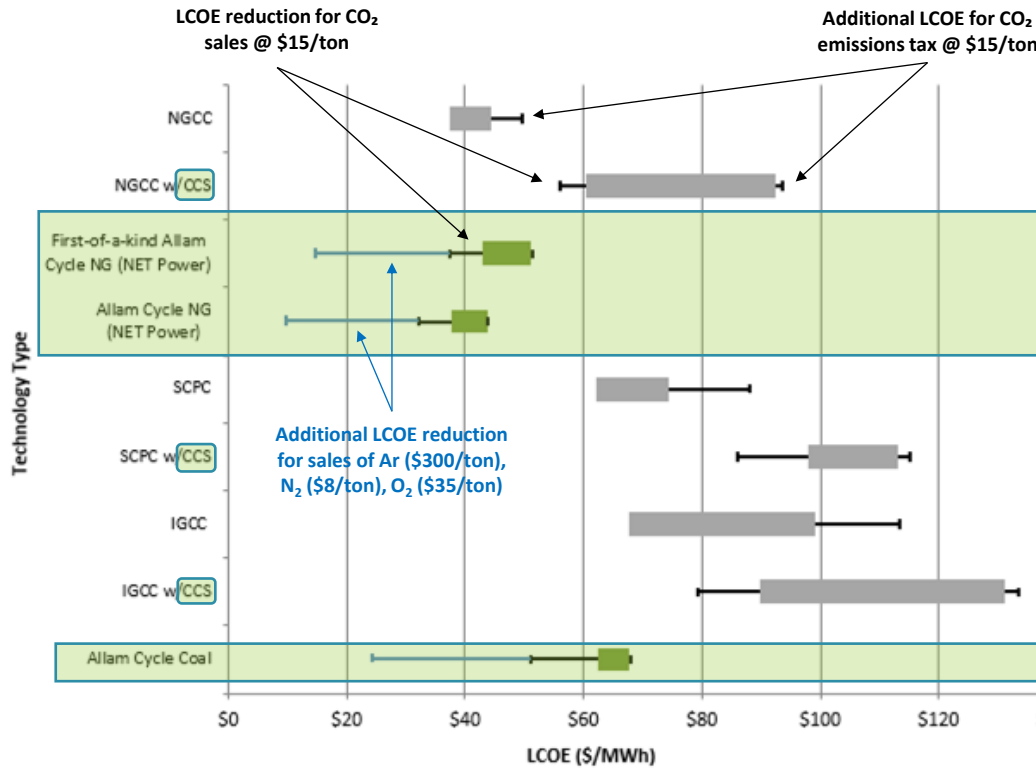 LCOE reduction for CO₂
sales @ $15/ton
Additional LCOE for CO₂
emissions tax @ $15/ton
NGCC
NGCC w/CCS
First-of-a-kind Allam
Cycle NG (NET Power)
Allam Cycle NG
(NET Power)
SCPC
Additional LCOE reduction
for sales of Ar ($300/ton),
N₂ ($8/ton), O₂ ($35/ton)
SCPC w/CCS
IGCC
IGCC w/CCS
Allam Cycle Coal
Technology Type
$0 $20 $40 $60 $80 $100 $120
LCOE ($/MWh)